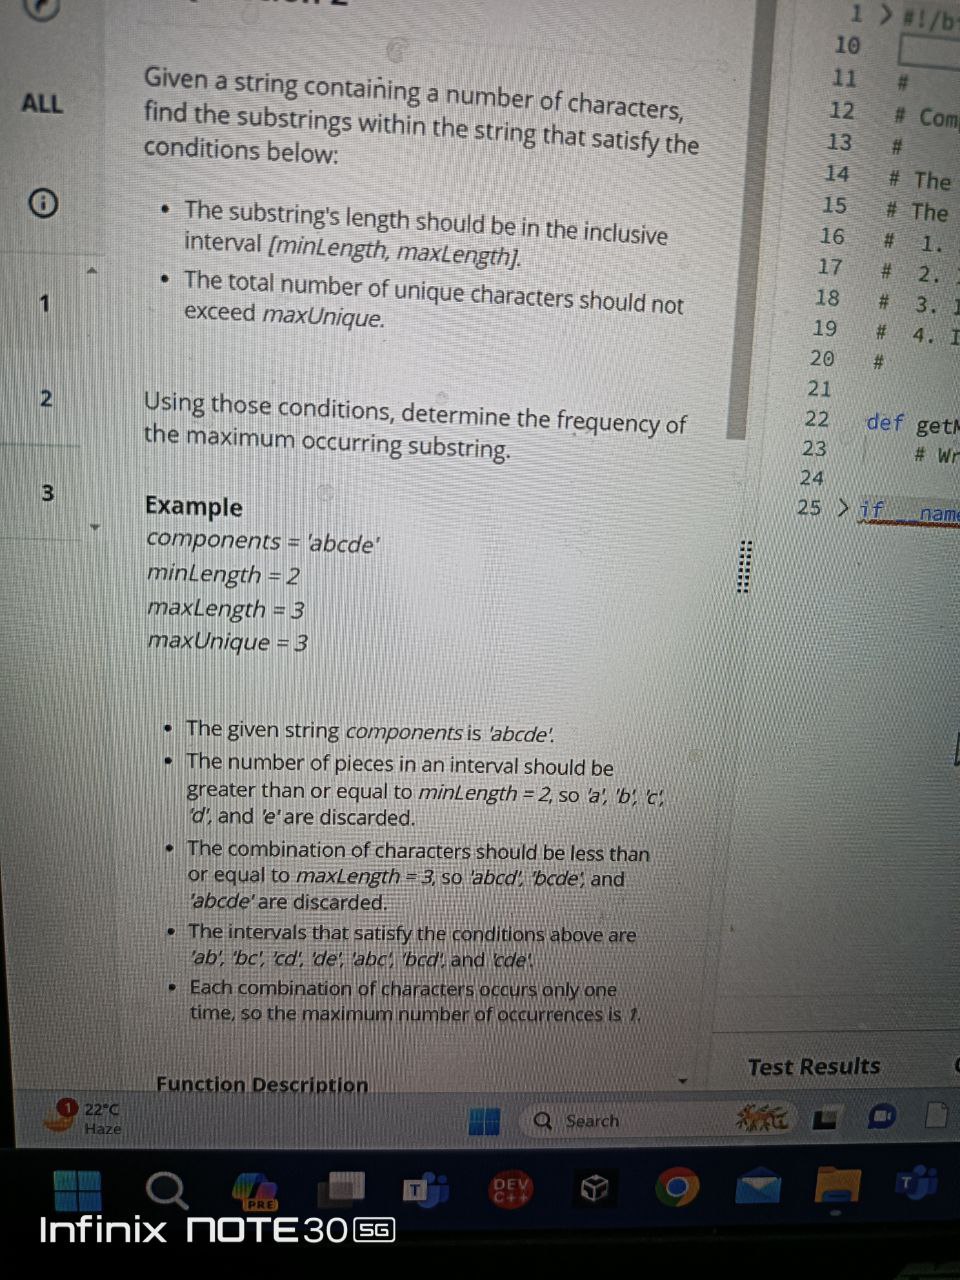 ALL
1
2
3
Given a string containing a number of characters,
find the substrings within the string that satisfy the
conditions below:
• The substring's length should be in the inclusive
interval [minLength, maxLength].
• The total number of unique characters should not
exceed maxUnique.
Using those conditions, determine the frequency of
the maximum occurring substring.
Example
components = 'abcde'
minLength = 2
maxLength = 3
maxUnique = 3
• The given string components is 'abcde'.
• The number of pieces in an interval should be
greater than or equal to minLength = 2, so 'a', 'b', 'c',
'd', and 'e' are discarded.
• The combination of characters should be less than
or equal to maxLength = 3, so 'abcd', 'bcde', and
'abcde' are discarded.
• The intervals that satisfy the conditions above are
'ab', 'bc', 'cd', 'de', 'abc', 'bcd', and 'cde'.
• Each combination of characters occurs only one
time, so the maximum number of occurrences is 1.
Function Description
1 > #!/b
10
11 #
12 # Com
13 #
14 # The
15 # The
16 # 1.
17 # 2.
18 # 3. I
19 # 4. I
20 #
21
22 def getM
23 # Wr
24
25 > if __name
Test Results
1 22°C
Haze
Search
PRE
T
DEV
C++
T
Infinix NOTE 30 5G